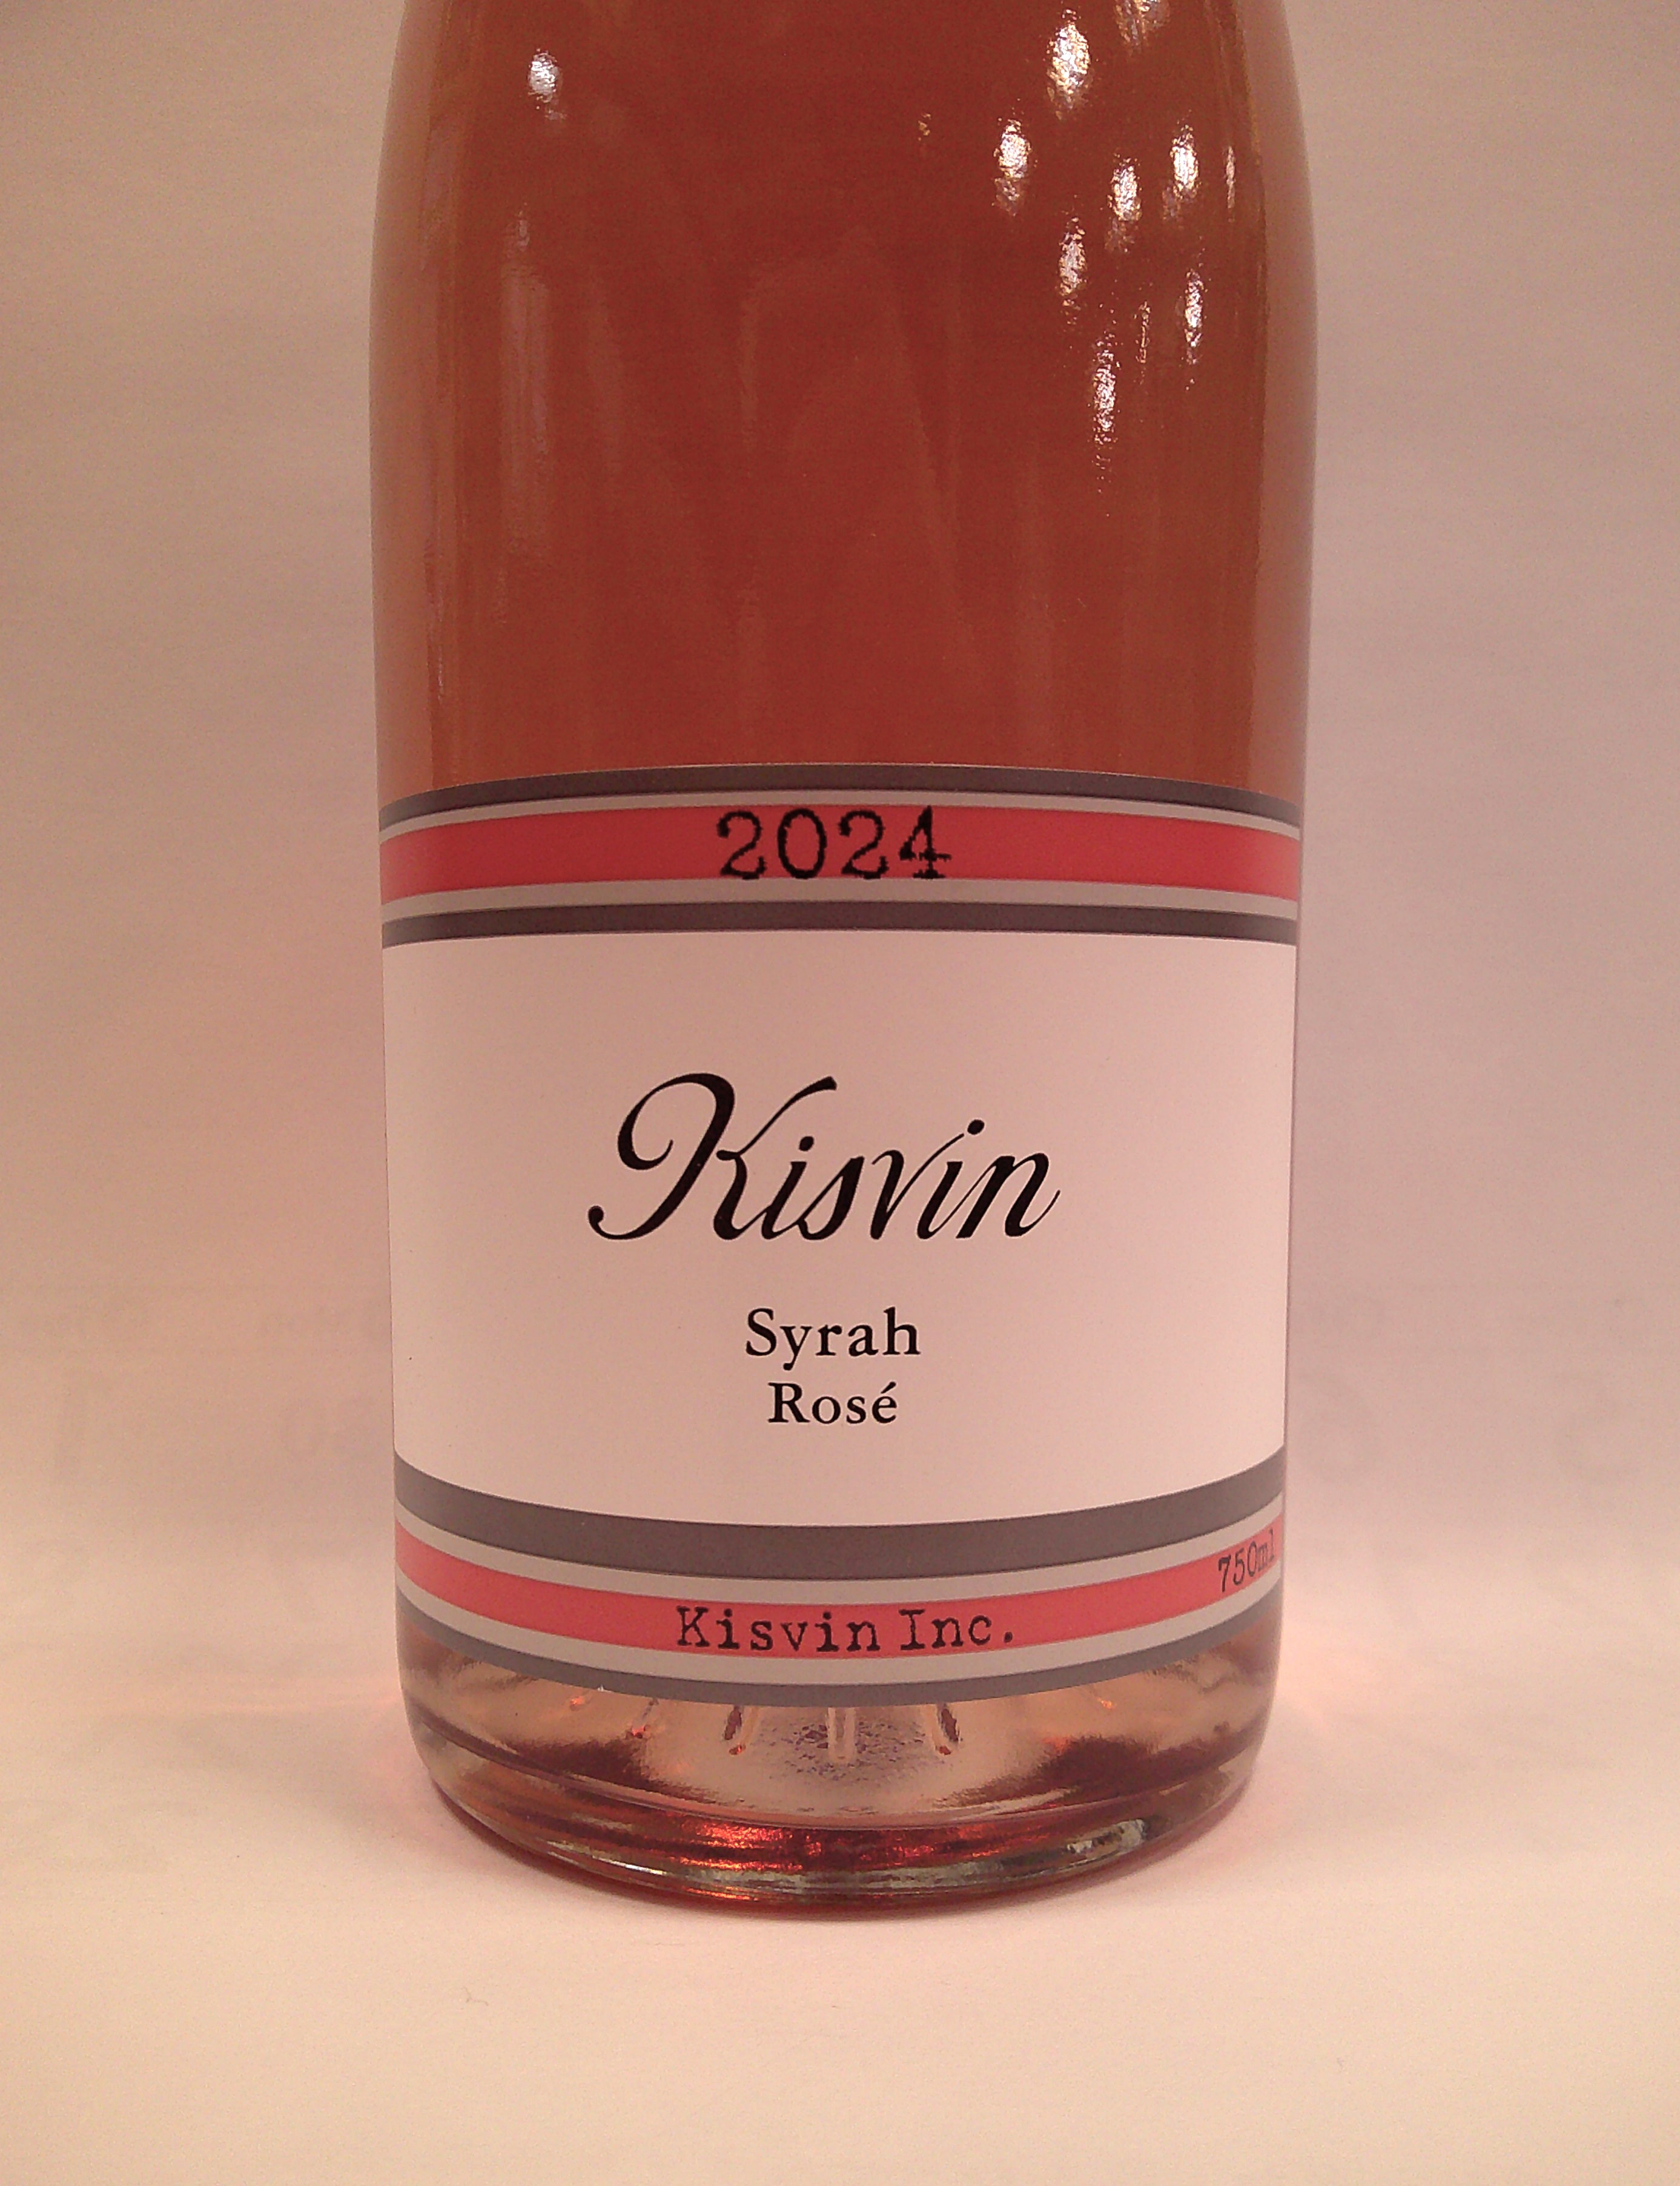 2024
Kisvin
Syrah
Rosé
750ml
Kisvin Inc.